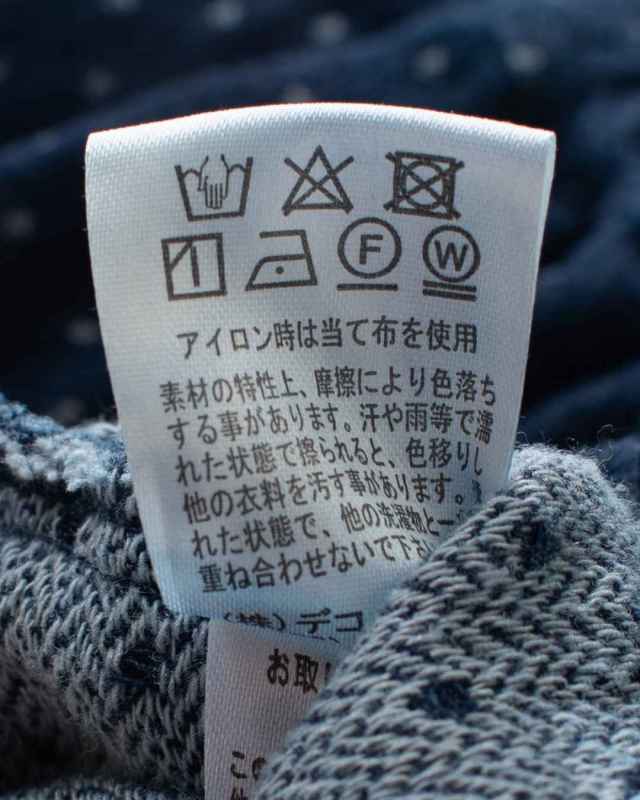 F W
アイロン時は当て布を使用
素材の特性上、摩擦により色落ち
する事があります。汗や雨等で濡
れた状態で擦られると、色移りし
他の衣料を汚す事があります。
れた状態で、他の洗濯物と一
重ね合わせないで下さ
(株)デコ
お取
この